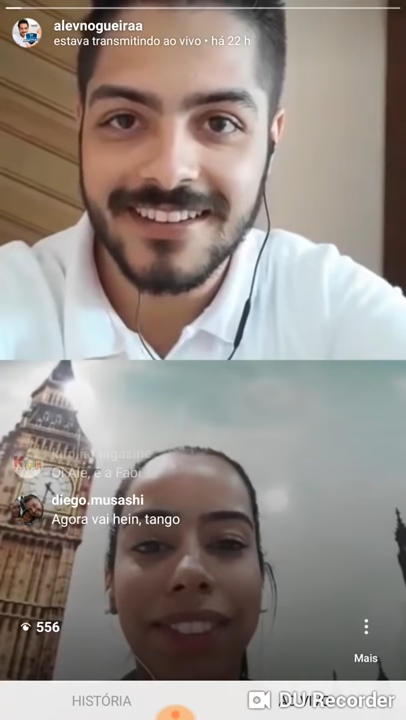 alevnogueiraa
estava transmitindo ao vivo • há 22 h
Oi Ale, é a Fabi
diego.musashi
Agora vai hein, tango
556
Mais
HISTÓRIA
DU Recorder